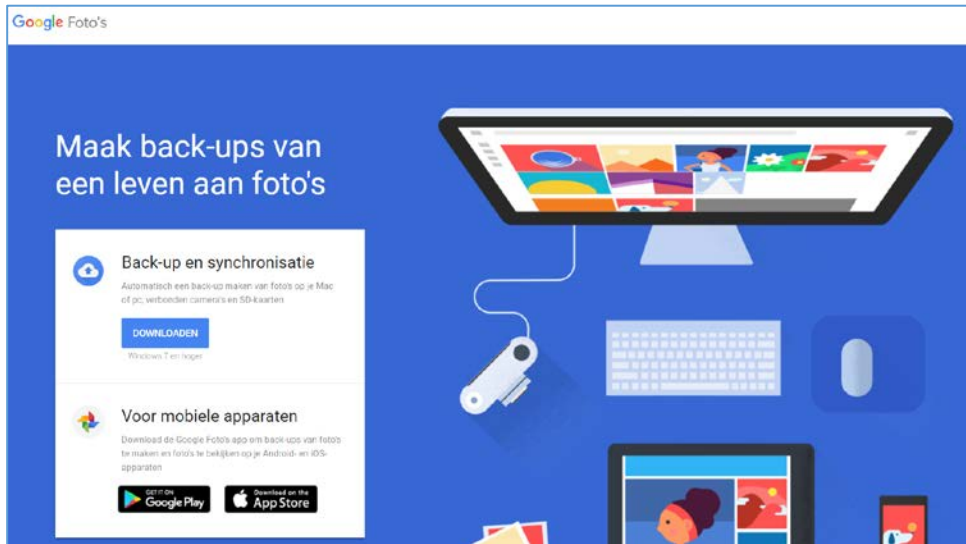 Google Foto's
Maak back-ups van
een leven aan foto's
Back-up en synchronisatie
Automatisch een back-up maken van foto's op je Mac
of pc, verbonden camera's en SD-kaarten
DOWNLOADEN
Windows 7 en hoger
Voor mobiele apparaten
Download de Google Foto's app om back-ups van foto's
te maken en foto's te bekijken op je Android- en iOS-
apparaten
GET IT ON
Google Play
Download on the
App Store